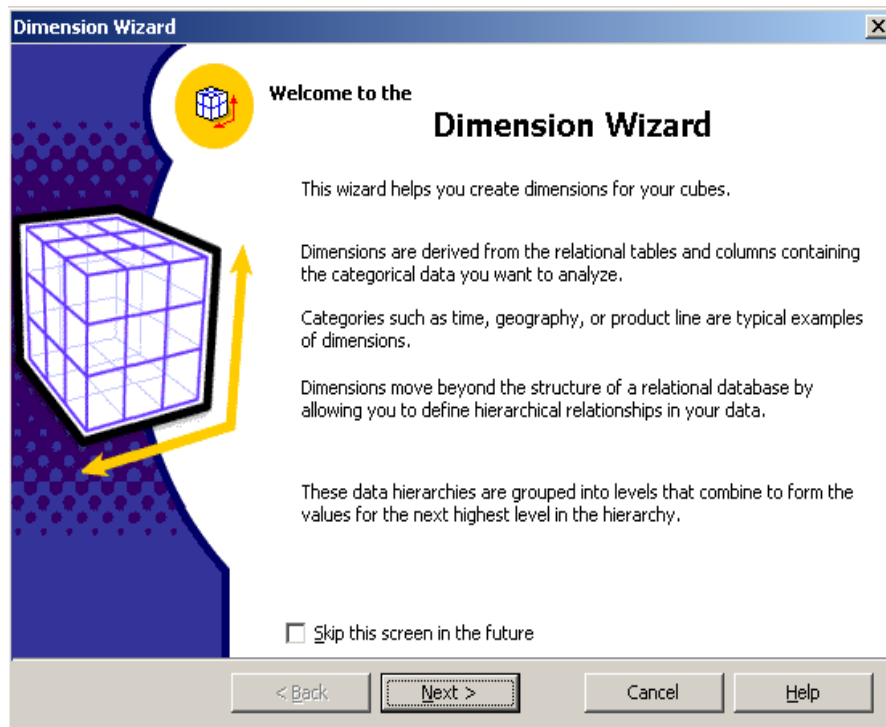 Dimension Wizard
Welcome to the
Dimension Wizard
This wizard helps you create dimensions for your cubes.
Dimensions are derived from the relational tables and columns containing
the categorical data you want to analyze.
Categories such as time, geography, or product line are typical examples
of dimensions.
Dimensions move beyond the structure of a relational database by
allowing you to define hierarchical relationships in your data.
These data hierarchies are grouped into levels that combine to form the
values for the next highest level in the hierarchy.
Skip this screen in the future
< Back Next > Cancel Help